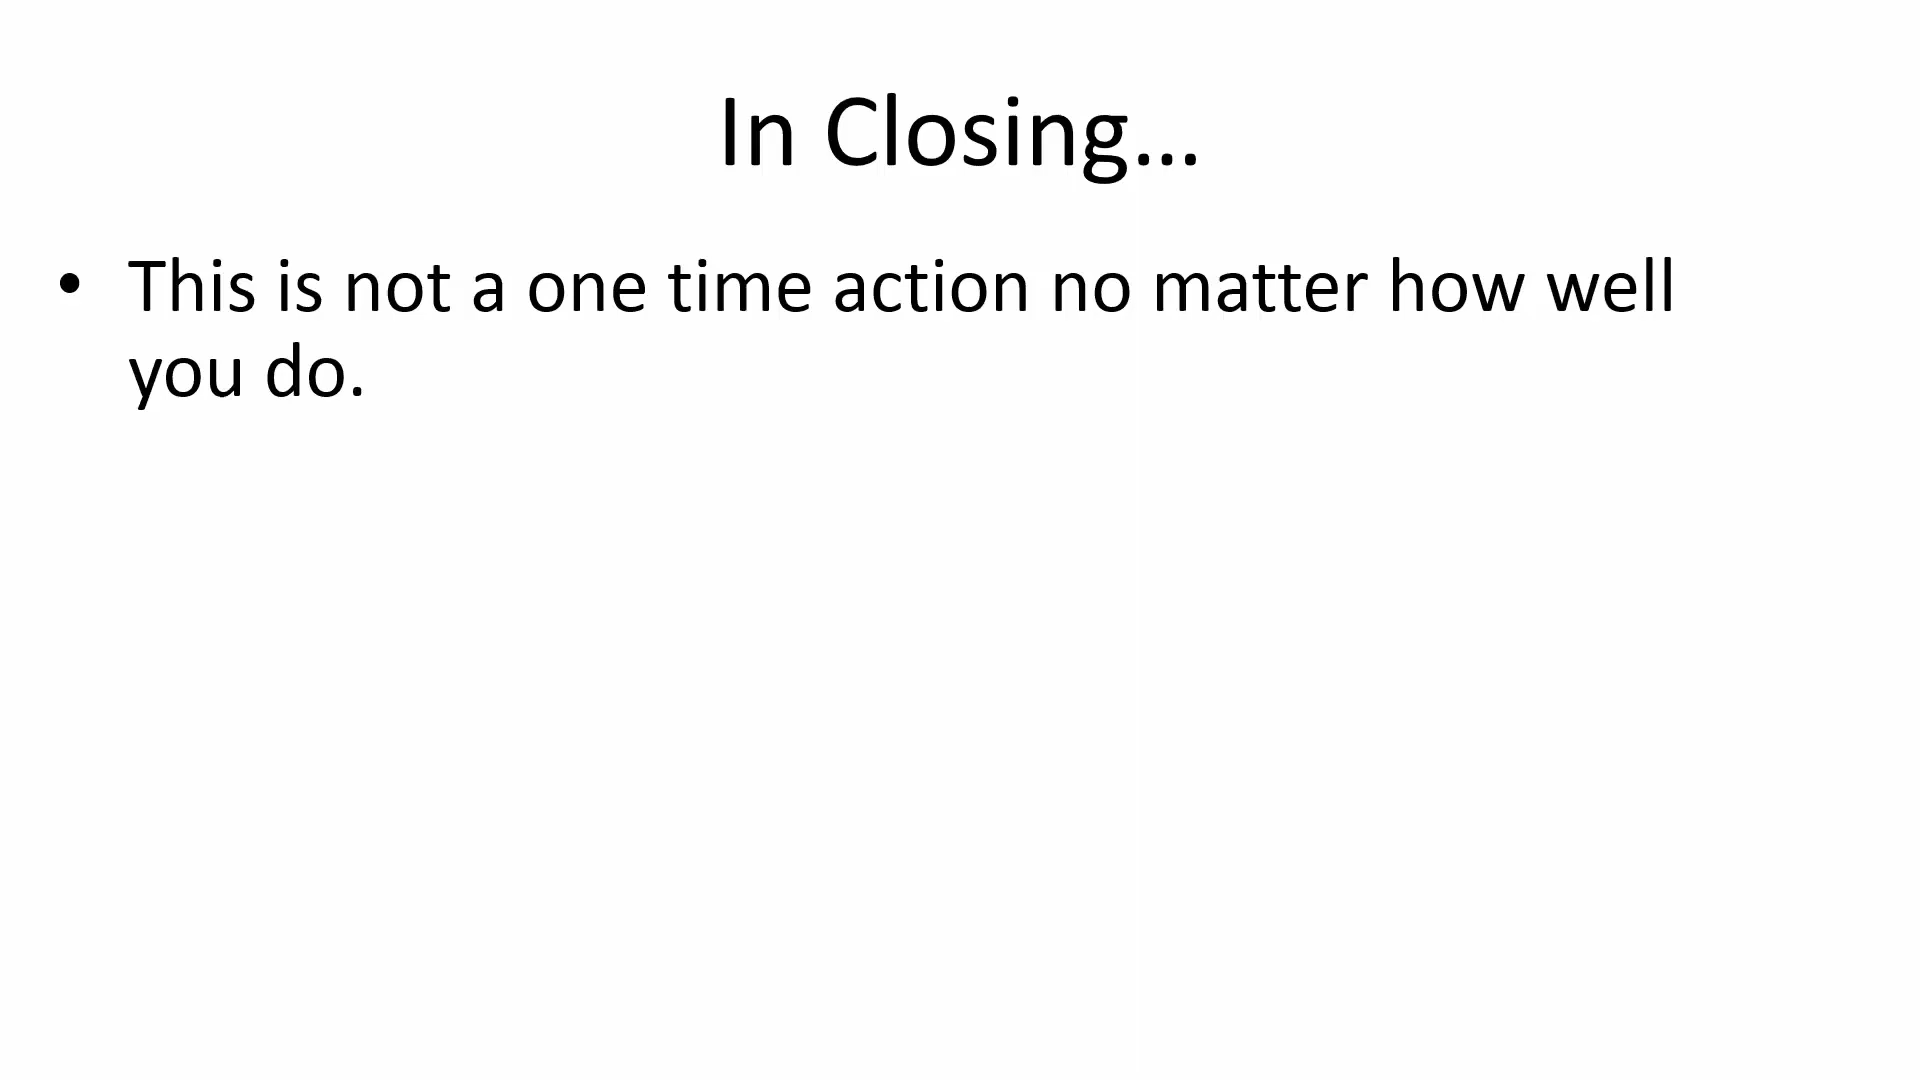 In Closing…
• This is not a one time action no matter how well
you do.